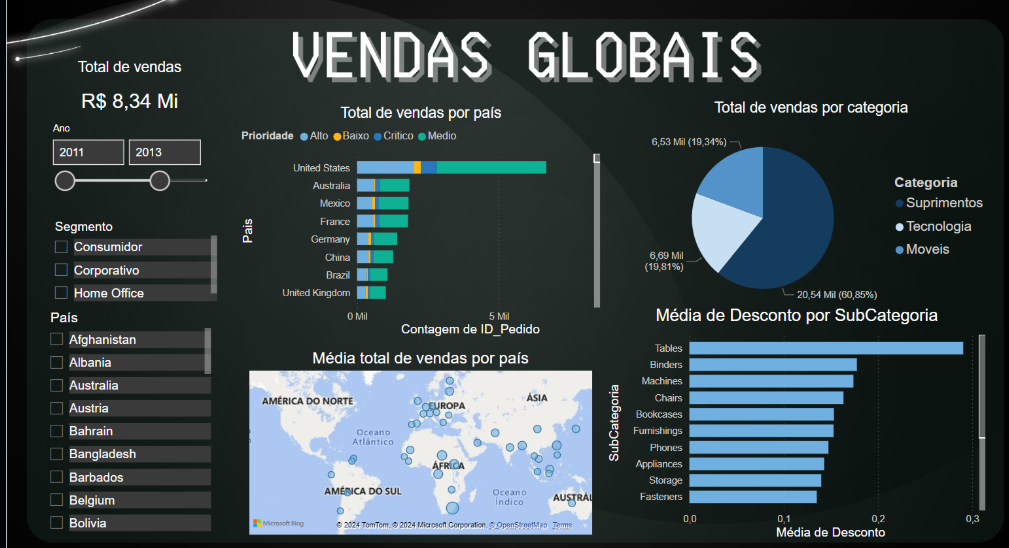 VENDAS GLOBAIS
Total de vendas
R$ 8,34 Mi
Ano
2011
2013
Segmento
Consumidor
Corporativo
Home Office
País
Afghanistan
Albania
Australia
Austria
Bahrain
Bangladesh
Barbados
Belgium
Bolivia
Total de vendas por país
Prioridade Alto Baixo Crítico Medio
País
United States
Australia
Mexico
France
Germany
China
Brazil
United Kingdom
0 Mil
5 Mil
Contagem de ID_Pedido
Média total de vendas por país
AMÉRICA DO NORTE
EUROPA
ÁSIA
Oceano
Atlântico
ÁFRICA
AMÉRICA DO SUL
Oceano
Índico
AUSTRÁL
Microsoft Bing
© 2024 TomTom, © 2024 Microsoft Corporation, © OpenStreetMap Terms
Total de vendas por categoria
6,53 Mil (19,34%)
6,69 Mil
(19,81%)
20,54 Mil (60,85%)
Categoria
Suprimentos
Tecnologia
Moveis
Média de Desconto por SubCategoria
SubCategoria
Tables
Binders
Machines
Chairs
Bookcases
Furnishings
Phones
Appliances
Storage
Fasteners
0,0
0,1
0,2
0,3
Média de Desconto